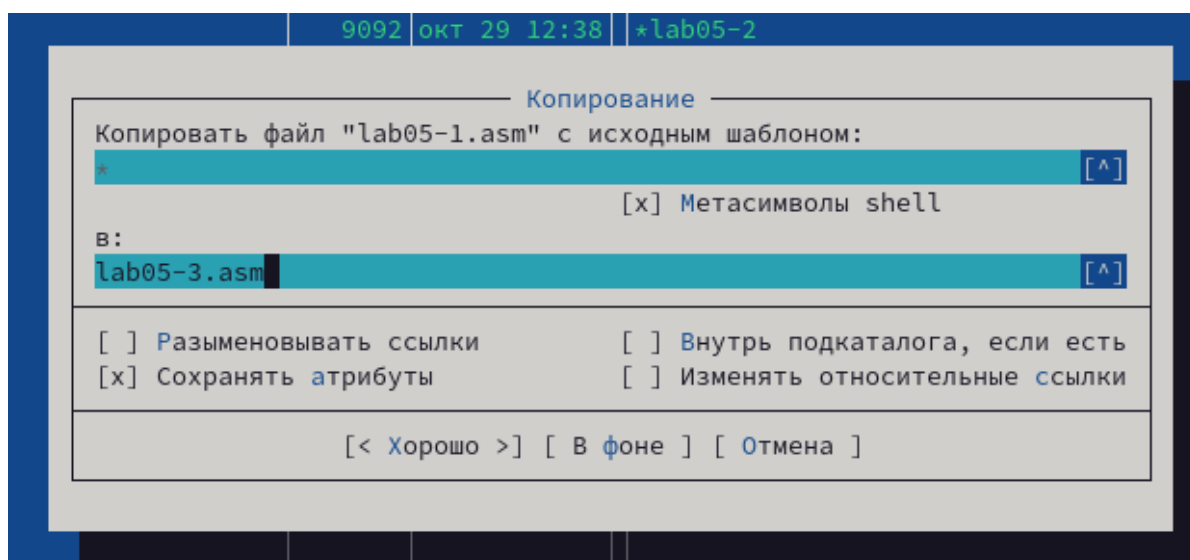 9092 окт 29 12:38 *lab05-2
Копирование
Копировать файл "lab05-1.asm" с исходным шаблоном:
* [^]
[x] Метасимволы shell
в:
lab05-3.asm [^]
[ ] Разыменовывать ссылки [ ] Внутрь подкаталога, если есть
[x] Сохранять атрибуты [ ] Изменять относительные ссылки
[< Хорошо >] [ В фоне ] [ Отмена ]